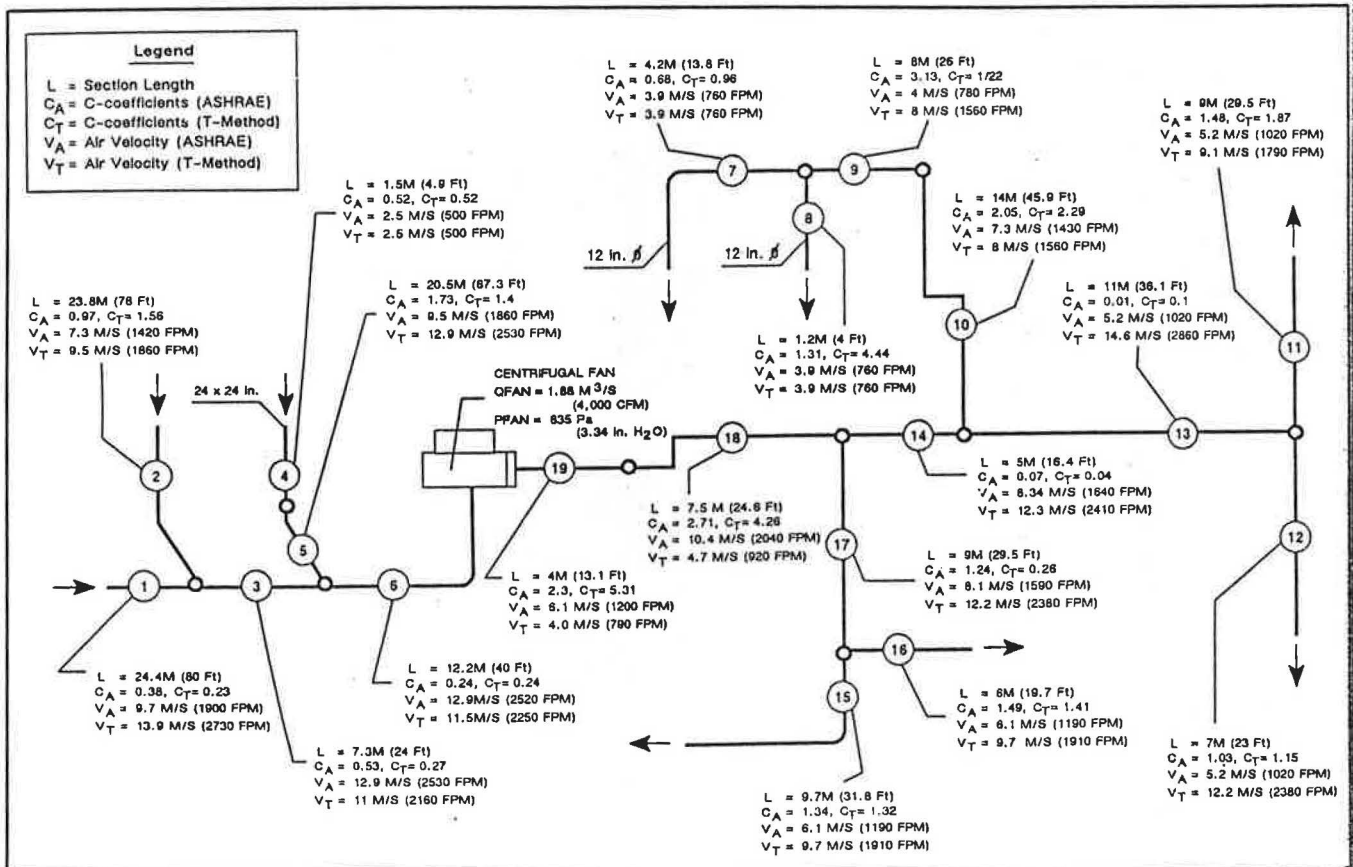 Legend
L = Section Length
CA = C-coefficients (ASHRAE)
CT = C-coefficients (T-Method)
VA = Air Velocity (ASHRAE)
VT = Air Velocity (T-Method)
L = 4.2M (13.8 Ft)
CA = 0.68, CT = 0.96
VA = 3.9 M/S (760 FPM)
VT = 3.9 M/S (760 FPM)
L = 8M (26 Ft)
CA = 3.13, CT = 1/22
VA = 4 M/S (780 FPM)
VT = 8 M/S (1560 FPM)
L = 9M (29.5 Ft)
CA = 1.48, CT = 1.87
VA = 5.2 M/S (1020 FPM)
VT = 9.1 M/S (1790 FPM)
7
9
8
12 In. Ø
12 In. Ø
L = 1.5M (4.9 Ft)
CA = 0.52, CT = 0.52
VA = 2.5 M/S (500 FPM)
VT = 2.5 M/S (500 FPM)
L = 14M (45.9 Ft)
CA = 2.05, CT = 2.29
VA = 7.3 M/S (1430 FPM)
VT = 8 M/S (1560 FPM)
L = 20.5M (67.3 Ft)
CA = 1.73, CT = 1.4
VA = 9.5 M/S (1860 FPM)
VT = 12.9 M/S (2530 FPM)
L = 23.8M (78 Ft)
CA = 0.97, CT = 1.56
VA = 7.3 M/S (1420 FPM)
VT = 9.5 M/S (1860 FPM)
L = 11M (36.1 Ft)
CA = 0.01, CT = 0.1
VA = 5.2 M/S (1020 FPM)
VT = 14.6 M/S (2860 FPM)
L = 1.2M (4 Ft)
CA = 1.31, CT = 4.44
VA = 3.9 M/S (760 FPM)
VT = 3.9 M/S (760 FPM)
10
11
24 x 24 In.
CENTRIFUGAL FAN
QFAN = 1.88 M3/S
(4,000 CFM)
PFAN = 835 Pa
(3.34 In. H2O)
2
4
5
19
18
14
13
L = 5M (16.4 Ft)
CA = 0.07, CT = 0.04
VA = 8.34 M/S (1640 FPM)
VT = 12.3 M/S (2410 FPM)
L = 7.5 M (24.6 Ft)
CA = 2.71, CT = 4.26
VA = 10.4 M/S (2040 FPM)
VT = 4.7 M/S (920 FPM)
17
12
L = 9M (29.5 Ft)
CA = 1.24, CT = 0.26
VA = 8.1 M/S (1590 FPM)
VT = 12.2 M/S (2380 FPM)
1
3
6
L = 4M (13.1 Ft)
CA = 2.3, CT = 5.31
VA = 6.1 M/S (1200 FPM)
VT = 4.0 M/S (790 FPM)
L = 24.4M (80 Ft)
CA = 0.38, CT = 0.23
VA = 9.7 M/S (1900 FPM)
VT = 13.9 M/S (2730 FPM)
L = 12.2M (40 Ft)
CA = 0.24, CT = 0.24
VA = 12.9M/S (2520 FPM)
VT = 11.5M/S (2250 FPM)
16
15
L = 6M (19.7 Ft)
CA = 1.49, CT = 1.41
VA = 6.1 M/S (1190 FPM)
VT = 9.7 M/S (1910 FPM)
L = 7.3M (24 Ft)
CA = 0.53, CT = 0.27
VA = 12.9 M/S (2530 FPM)
VT = 11 M/S (2160 FPM)
L = 9.7M (31.8 Ft)
CA = 1.34, CT = 1.32
VA = 6.1 M/S (1190 FPM)
VT = 9.7 M/S (1910 FPM)
L = 7M (23 Ft)
CA = 1.03, CT = 1.15
VA = 5.2 M/S (1020 FPM)
VT = 12.2 M/S (2380 FPM)